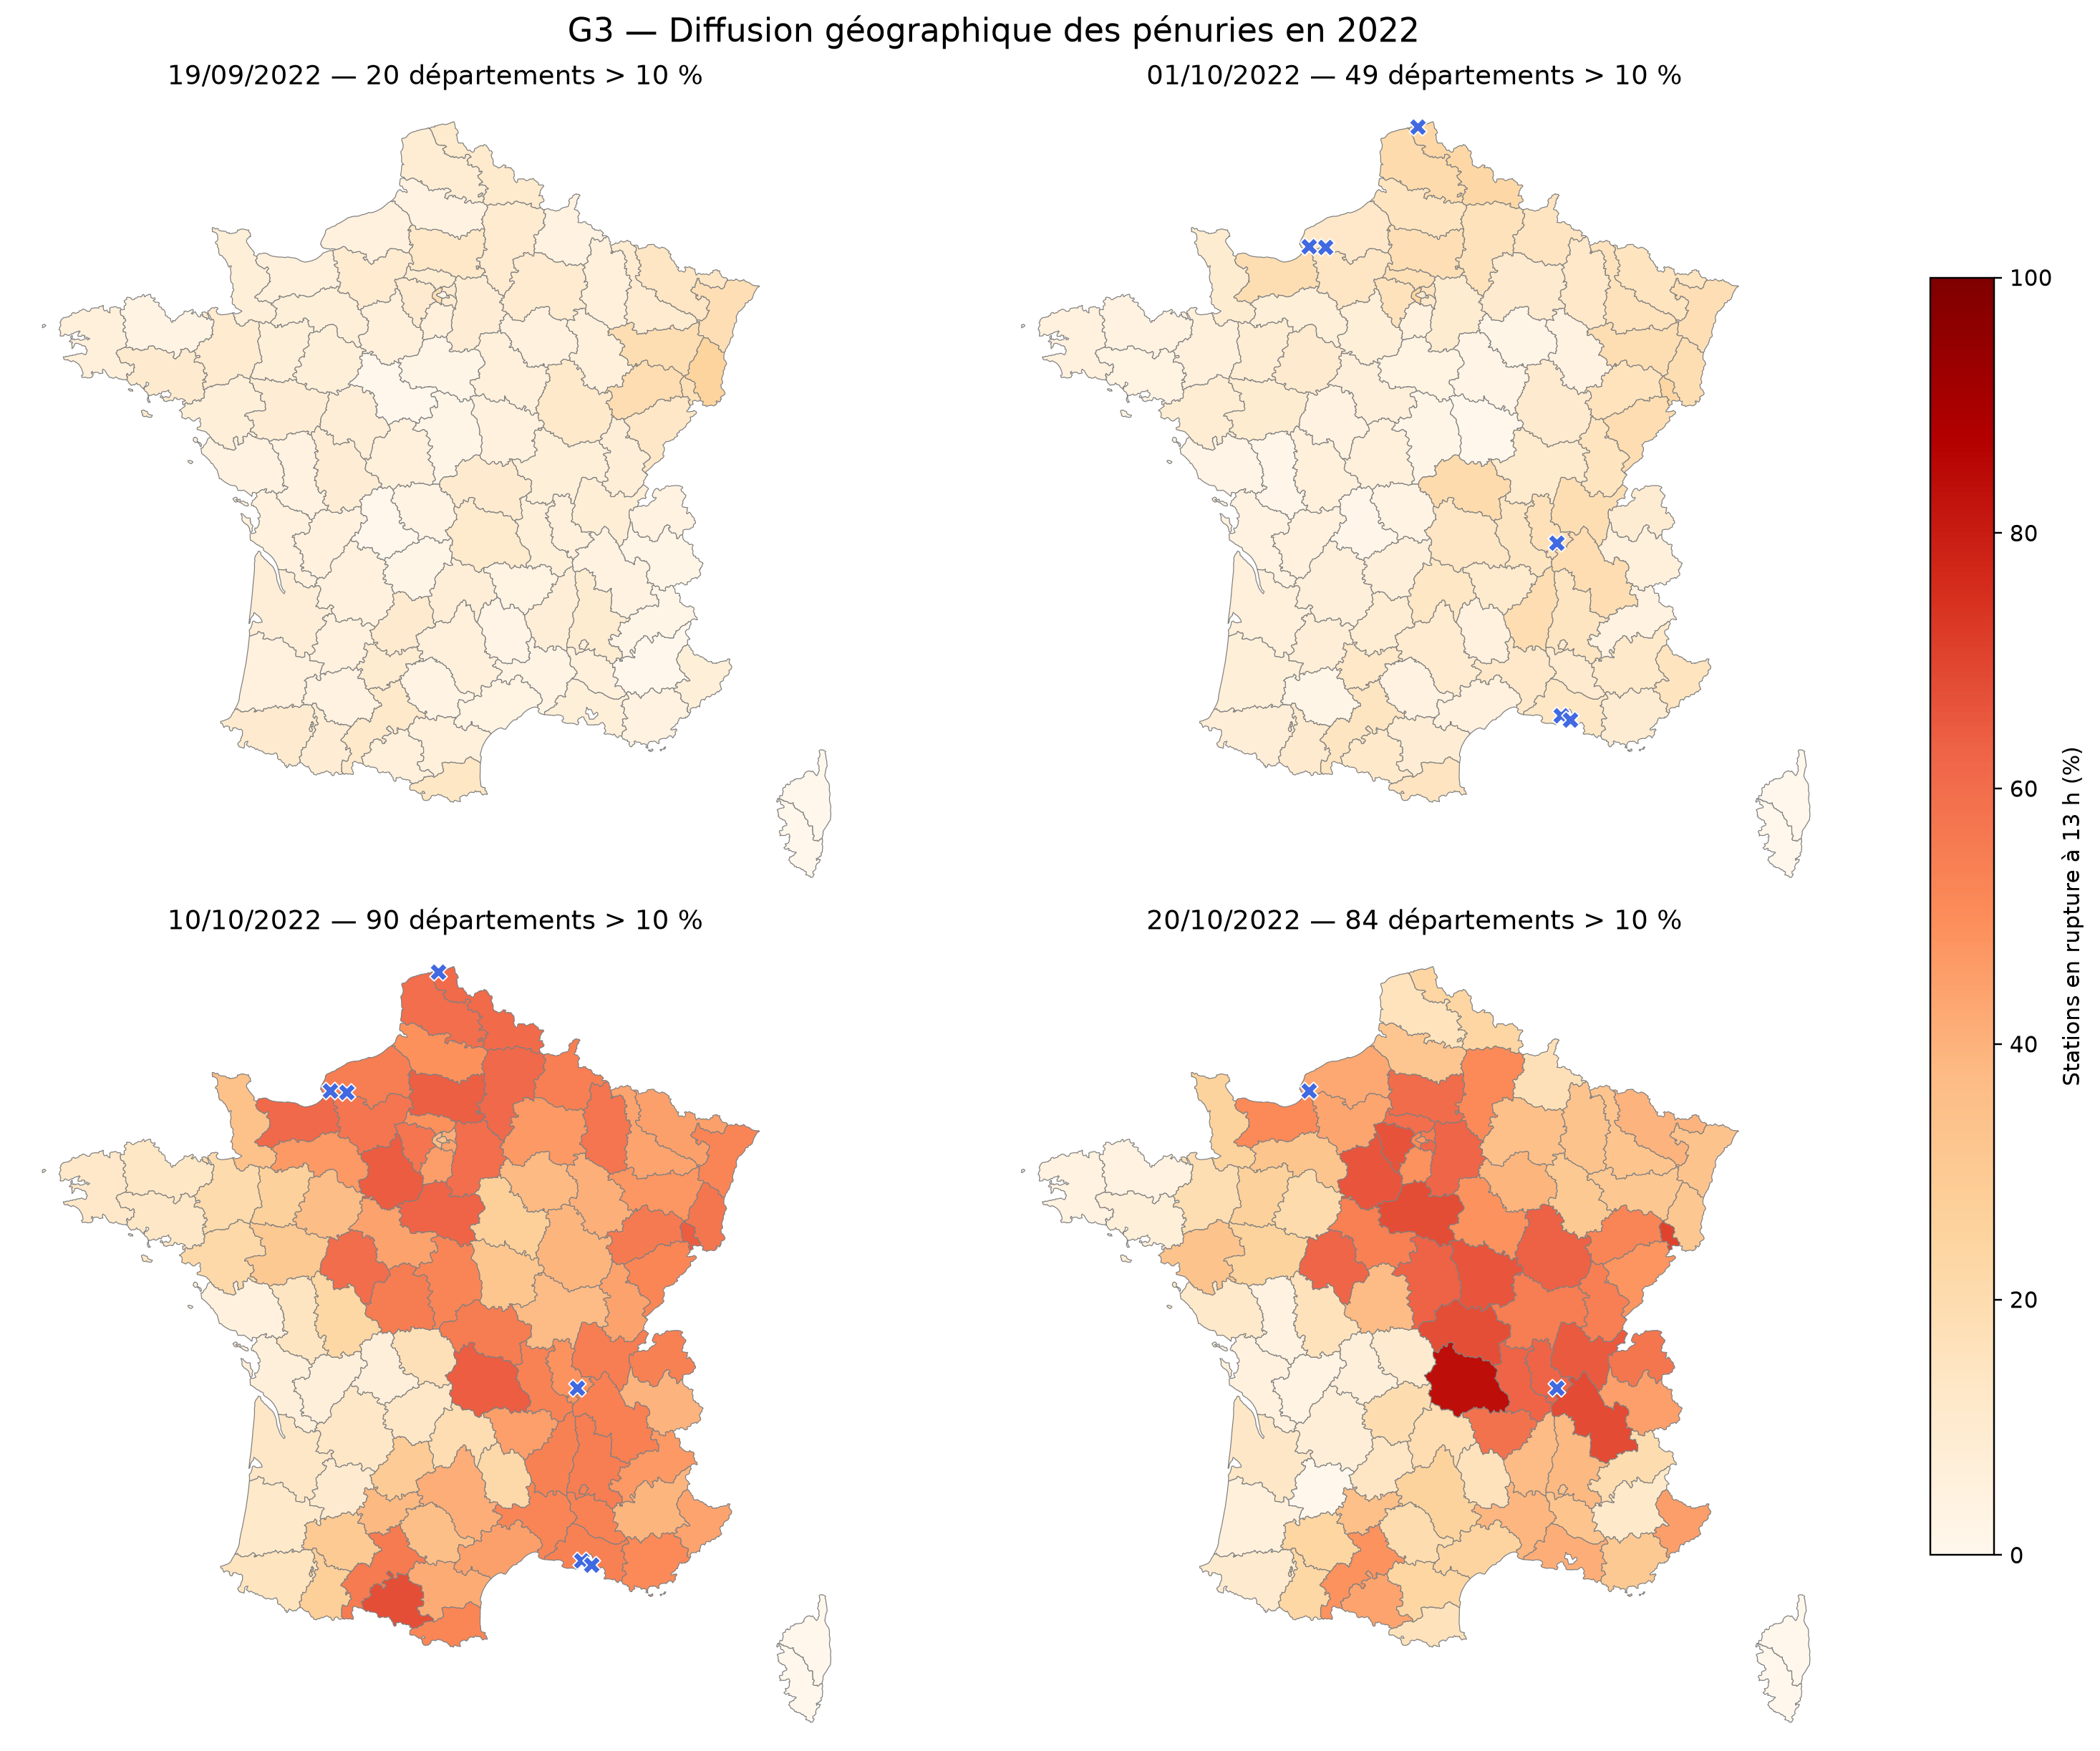 G3 — Diffusion géographique des pénuries en 2022
19/09/2022 — 20 départements > 10 %
01/10/2022 — 49 départements > 10 %
10/10/2022 — 90 départements > 10 %
20/10/2022 — 84 départements > 10 %
100
80
60
40
20
0
Stations en rupture à 13 h (%)